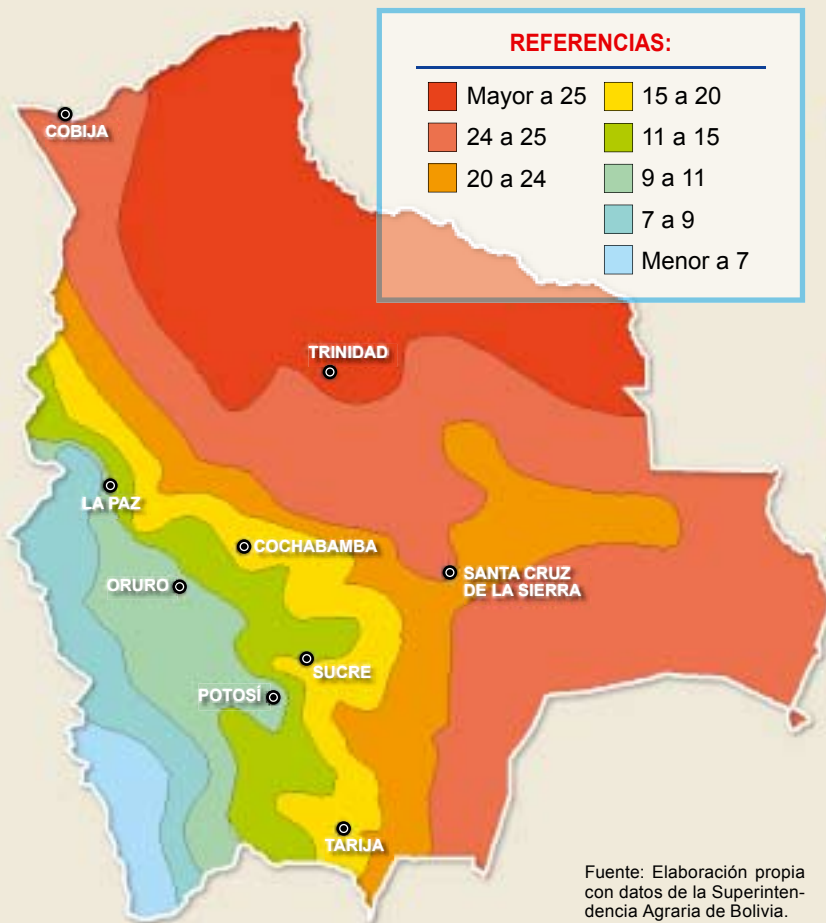 REFERENCIAS:
Mayor a 25
24 a 25
20 a 24
15 a 20
11 a 15
9 a 11
7 a 9
Menor a 7
COBIJA
TRINIDAD
LA PAZ
COCHABAMBA
ORURO
SANTA CRUZ
DE LA SIERRA
SUCRE
POTOSÍ
TARIJA
Fuente: Elaboración propia
con datos de la Superinten-
dencia Agraria de Bolivia.